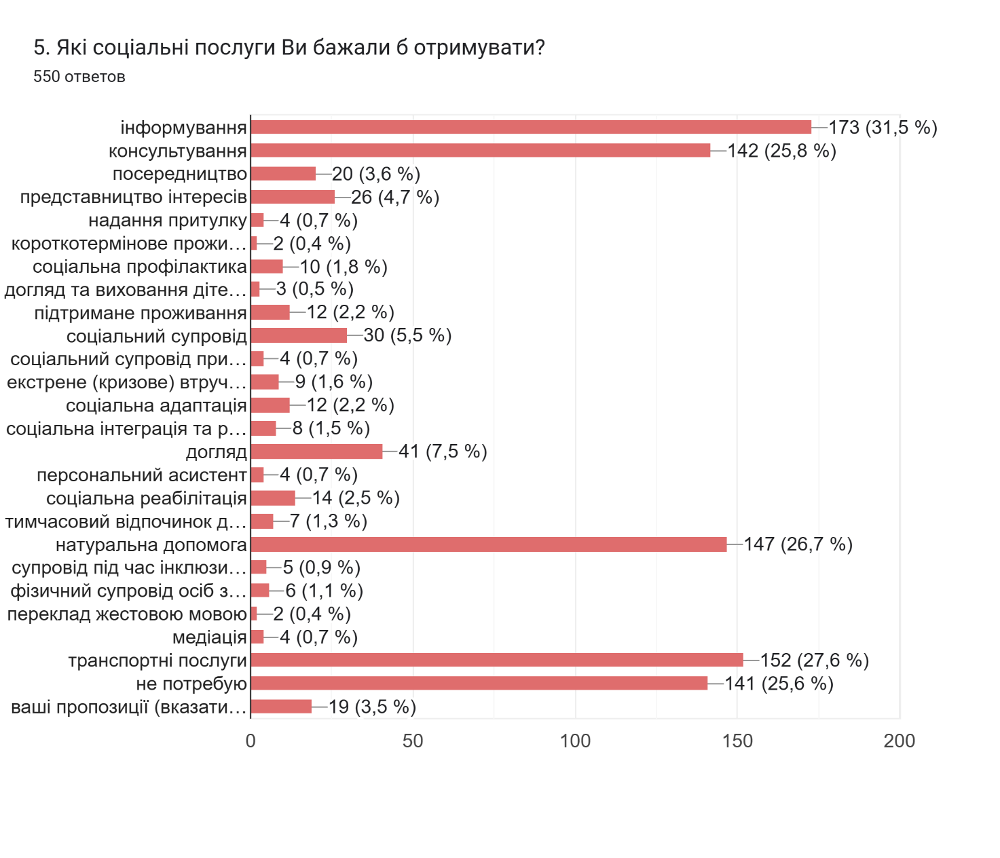 5. Які соціальні послуги Ви бажали б отримувати?
550 ответов
інформування 173 (31,5 %)
консультування 142 (25,8 %)
посередництво 20 (3,6 %)
представництво інтересів 26 (4,7 %)
надання притулку 4 (0,7 %)
короткотермінове прожи… 2 (0,4 %)
соціальна профілактика 10 (1,8 %)
догляд та виховання діте… 3 (0,5 %)
підтримане проживання 12 (2,2 %)
соціальний супровід 30 (5,5 %)
соціальний супровід при… 4 (0,7 %)
екстрене (кризове) втруч… 9 (1,6 %)
соціальна адаптація 12 (2,2 %)
соціальна інтеграція та р… 8 (1,5 %)
догляд 41 (7,5 %)
персональний асистент 4 (0,7 %)
соціальна реабілітація 14 (2,5 %)
тимчасовий відпочинок д… 7 (1,3 %)
натуральна допомога 147 (26,7 %)
супровід під час інклюзи… 5 (0,9 %)
фізичний супровід осіб з… 6 (1,1 %)
переклад жестовою мовою 2 (0,4 %)
медіація 4 (0,7 %)
транспортні послуги 152 (27,6 %)
не потребую 141 (25,6 %)
ваші пропозиції (вказати… 19 (3,5 %)
0 50 100 150 200